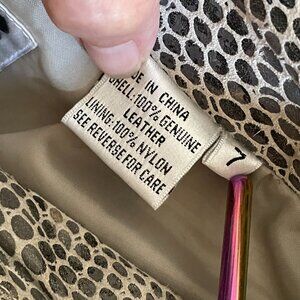 DE IN CHINA
SHELL:100% GENUINE
LEATHER
LINING:100% NYLON
SEE REVERSE FOR CARE
7